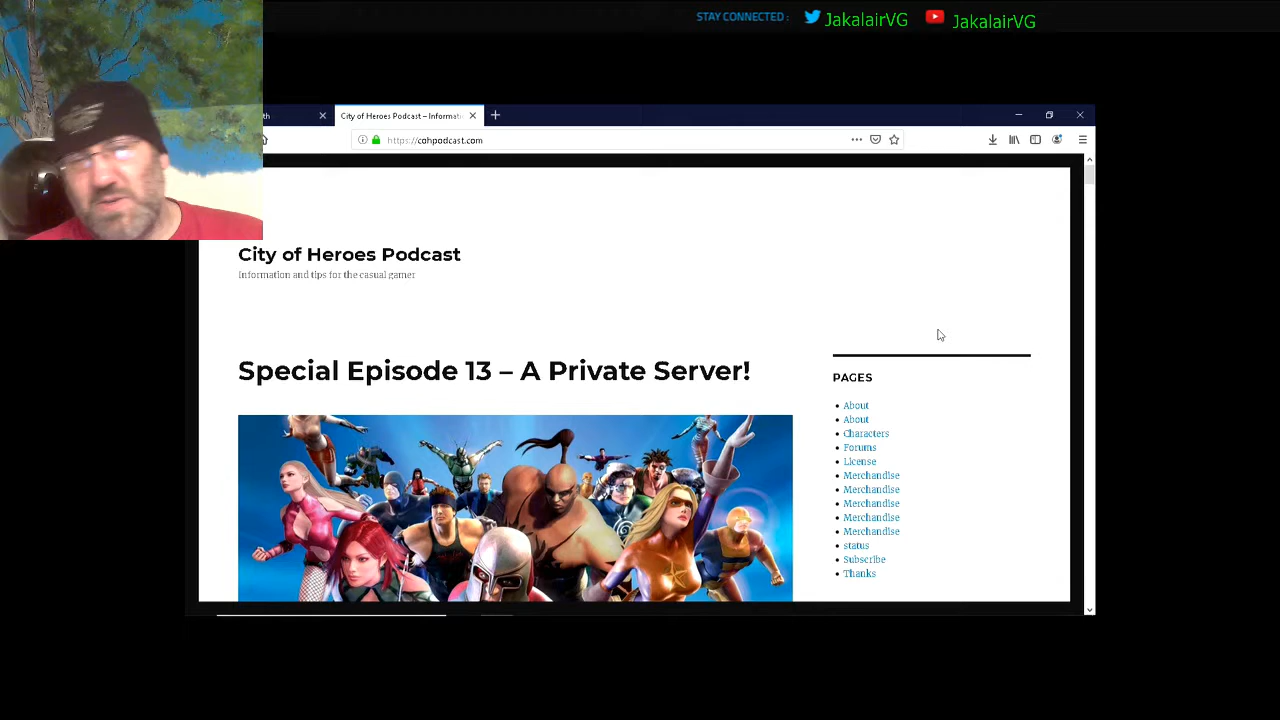 STAY CONNECTED : JakalairVG JakalairVG
th
City of Heroes Podcast – Informati
https://cohpodcast.com
City of Heroes Podcast
Information and tips for the casual gamer
Special Episode 13 – A Private Server!
PAGES
About
About
Characters
Forums
License
Merchandise
Merchandise
Merchandise
Merchandise
Merchandise
status
Subscribe
Thanks